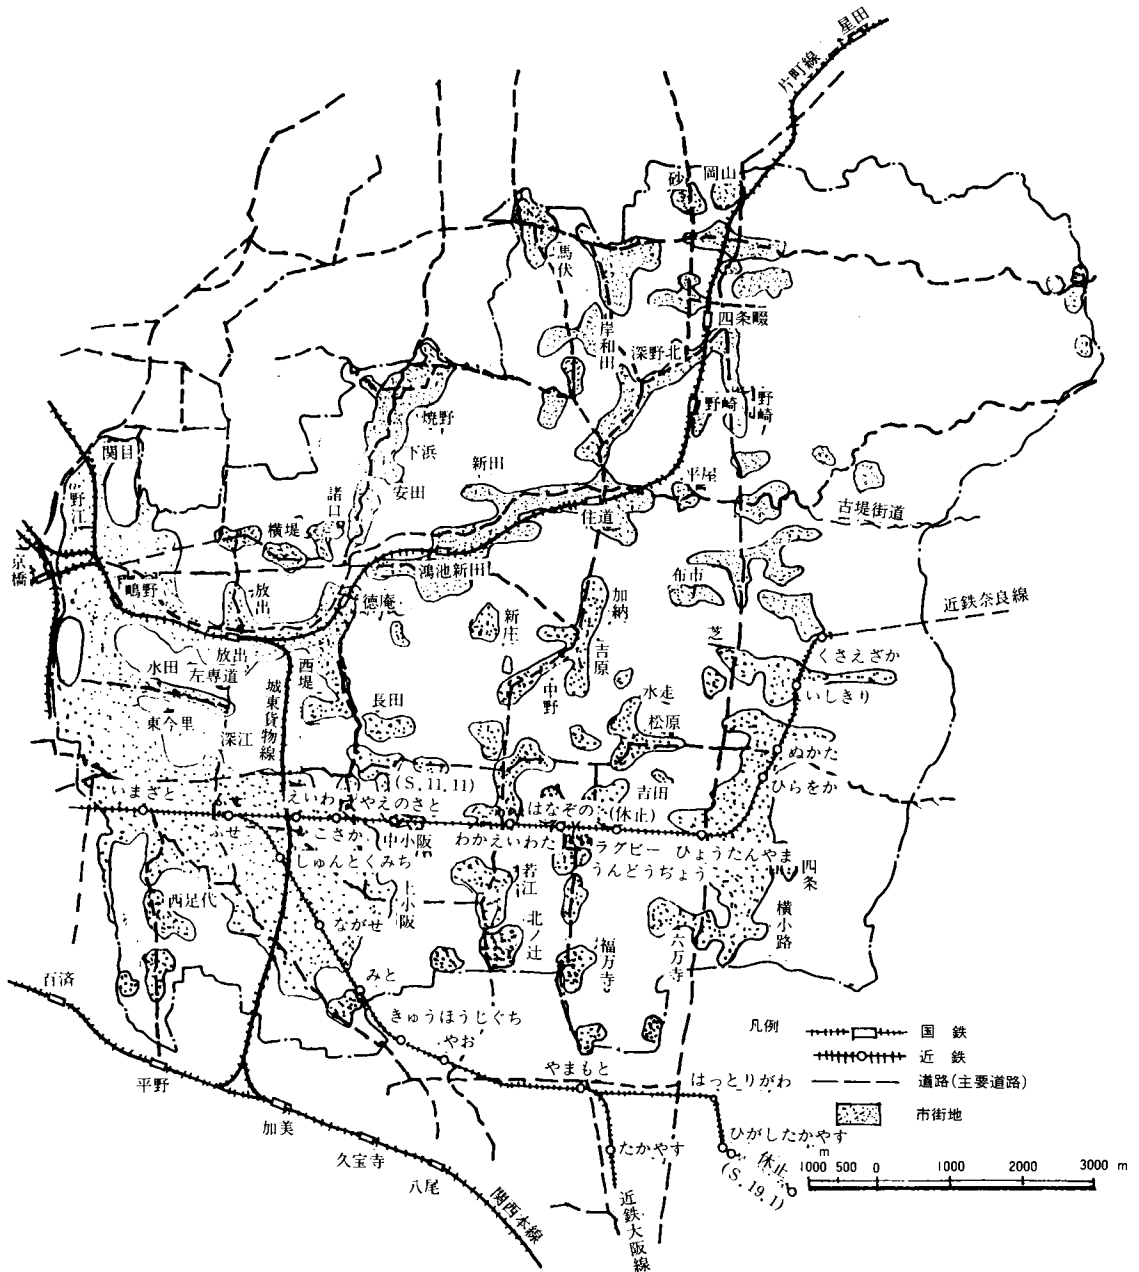 星田
片町線
砂
岡山
馬伏
四条畷
岸和田
深野北
野崎
野崎
焼野
下浜
関目
新田
安田
諸口
平屋
野江
住道
古堤街道
横堤
京橋
鴻池新田
布市
鴫野
放出
徳庵
加納
近鉄奈良線
新庄
芝
吉原
くさえざか
放出
西堤
水田
左専道
中野
いしきり
城東貨物線
長田
水走
東今里
松原
深江
ぬかた
(S.11.11)
ひらをか
吉田
いまざと
えいわ
やえのさと
はなぞの
(休止)
ふせ
こさか
中小阪
わかえいわた
ラグビー
うんどうぢょう
ひょうたんやま
しゅんとくみち
四条
若江
西足代
上小阪
横小路
ながせ
北ノ辻
六万寺
福万寺
みと
百済
きゅうほうじぐち
やお
凡例
国鉄
近鉄
道路(主要道路)
市街地
平野
やまもと
はっとりがわ
加美
ひがしたかやす
たかやす
休止
(S.19.1)
久宝寺
八尾
関西本線
近鉄大阪線
1000 500 0 1000 2000 3000 m
m